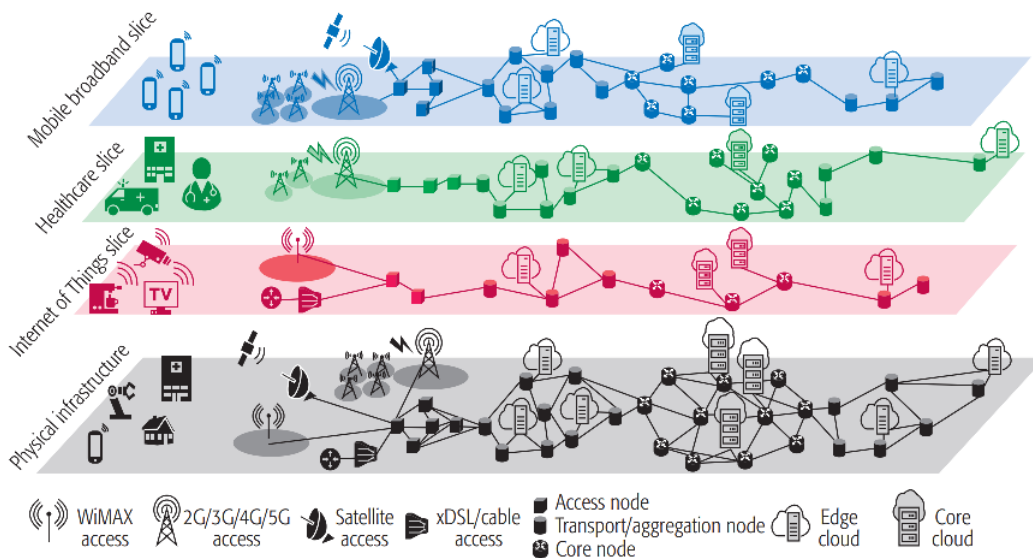 Mobile broadband slice
Healthcare slice
Internet of Things slice
TV
Physical infrastructure
TV
WiMAX
access
2G/3G/4G/5G
access
Satellite
access
xDSL/cable
access
Access node
Transport/aggregation node
Core node
Edge
cloud
Core
cloud